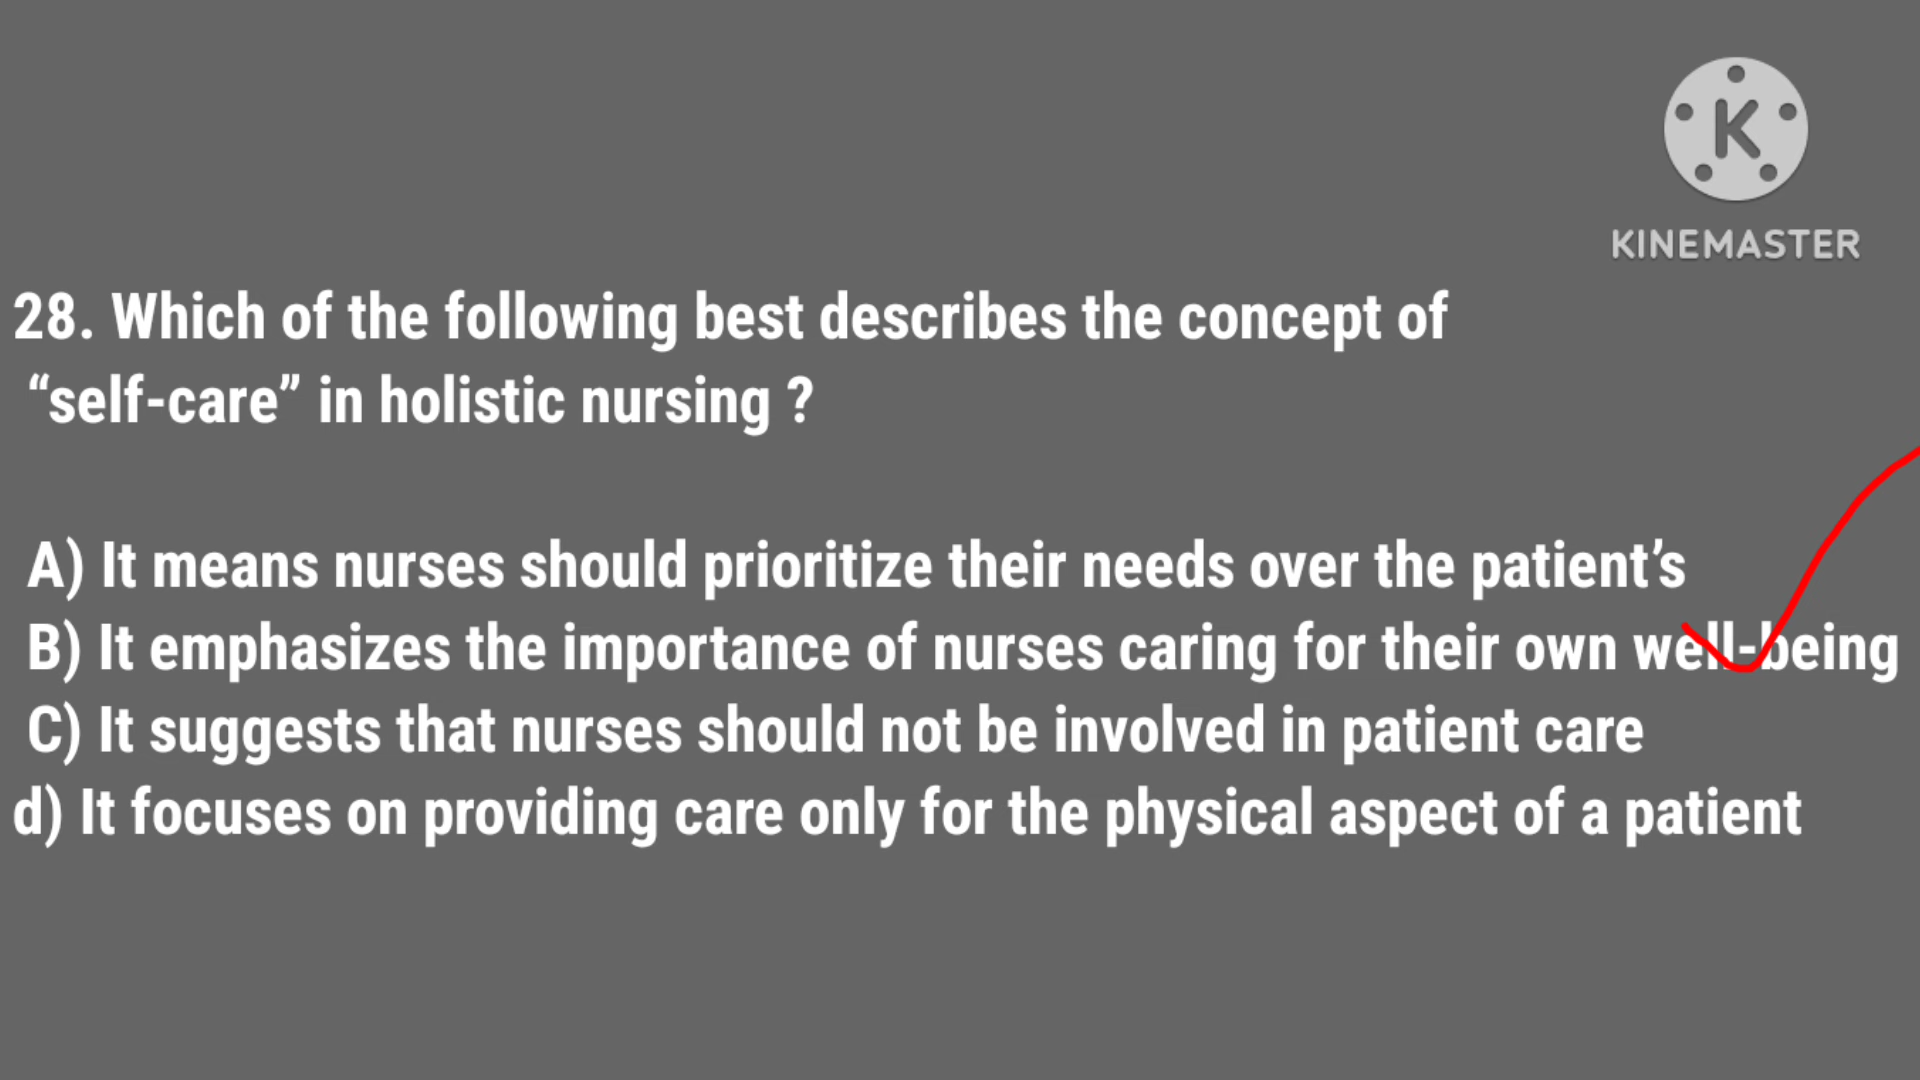 K
KINEMASTER
28. Which of the following best describes the concept of
“self-care” in holistic nursing ?
A) It means nurses should prioritize their needs over the patient’s
B) It emphasizes the importance of nurses caring for their own well-being
C) It suggests that nurses should not be involved in patient care
d) It focuses on providing care only for the physical aspect of a patient